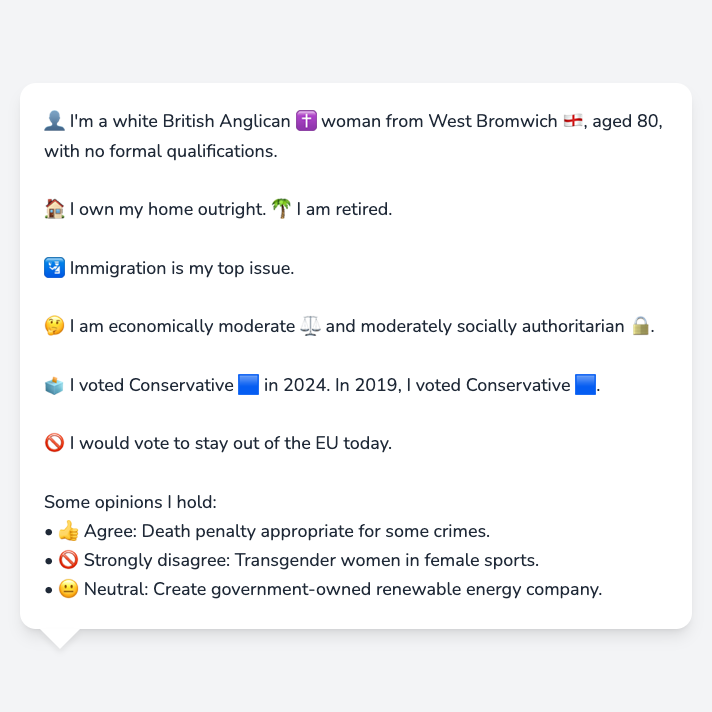 👤 I'm a white British Anglican ✝️ woman from West Bromwich 🏴󠁧󠁢󠁥󠁮󠁧󠁿, aged 80,
with no formal qualifications.
🏠 I own my home outright. 🌴 I am retired.
🛂 Immigration is my top issue.
🤔 I am economically moderate ⚖️ and moderately socially authoritarian 🔒.
🗳️ I voted Conservative 🟦 in 2024. In 2019, I voted Conservative 🟦.
🚫 I would vote to stay out of the EU today.
Some opinions I hold:
• 👍 Agree: Death penalty appropriate for some crimes.
• 🚫 Strongly disagree: Transgender women in female sports.
• 😐 Neutral: Create government-owned renewable energy company.